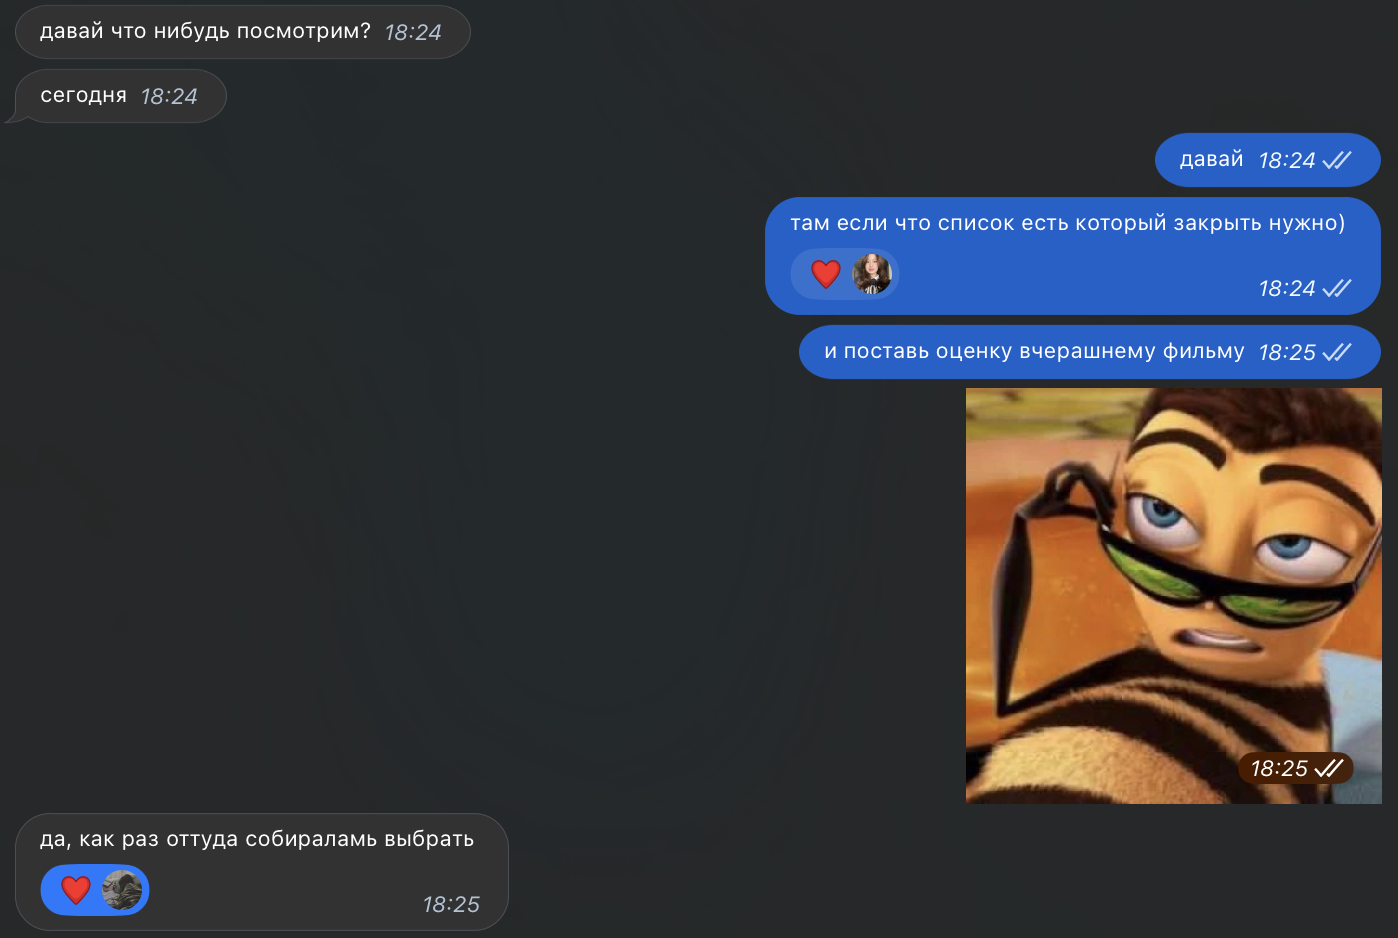 давай что нибудь посмотрим? 18:24
сегодня 18:24
давай 18:24
там если что список есть который закрыть нужно)
18:24
и поставь оценку вчерашнему фильму 18:25
18:25
да, как раз оттуда собираламь выбрать
18:25